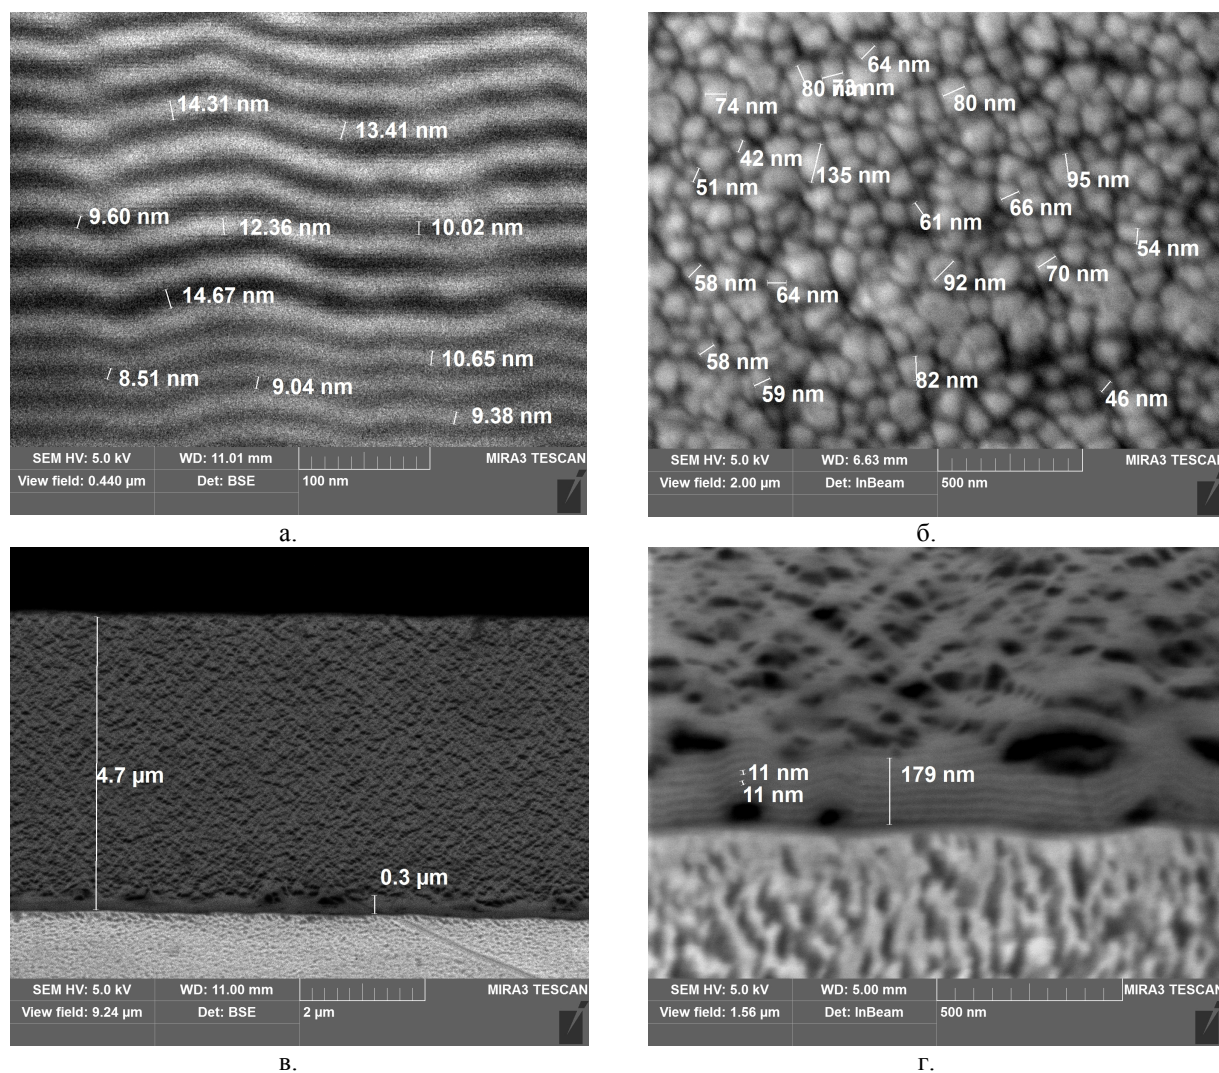 14.31 nm
13.41 nm
9.60 nm
12.36 nm
10.02 nm
14.67 nm
10.65 nm
8.51 nm
9.04 nm
9.38 nm
SEM HV: 5.0 kV WD: 11.01 mm MIRA3 TESCAN
View field: 0.440 µm Det: BSE 100 nm
а.
64 nm
80 nm
73 nm
80 nm
74 nm
42 nm
135 nm
95 nm
51 nm
66 nm
61 nm
54 nm
58 nm
64 nm
92 nm
70 nm
58 nm
59 nm
82 nm
46 nm
SEM HV: 5.0 kV WD: 6.63 mm MIRA3 TESCAN
View field: 2.00 µm Det: InBeam 500 nm
б.
4.7 µm
0.3 µm
SEM HV: 5.0 kV WD: 11.00 mm MIRA3 TESCAN
View field: 9.24 µm Det: BSE 2 µm
в.
11 nm
179 nm
11 nm
SEM HV: 5.0 kV WD: 5.00 mm MIRA3 TESCAN
View field: 1.56 µm Det: InBeam 500 nm
г.